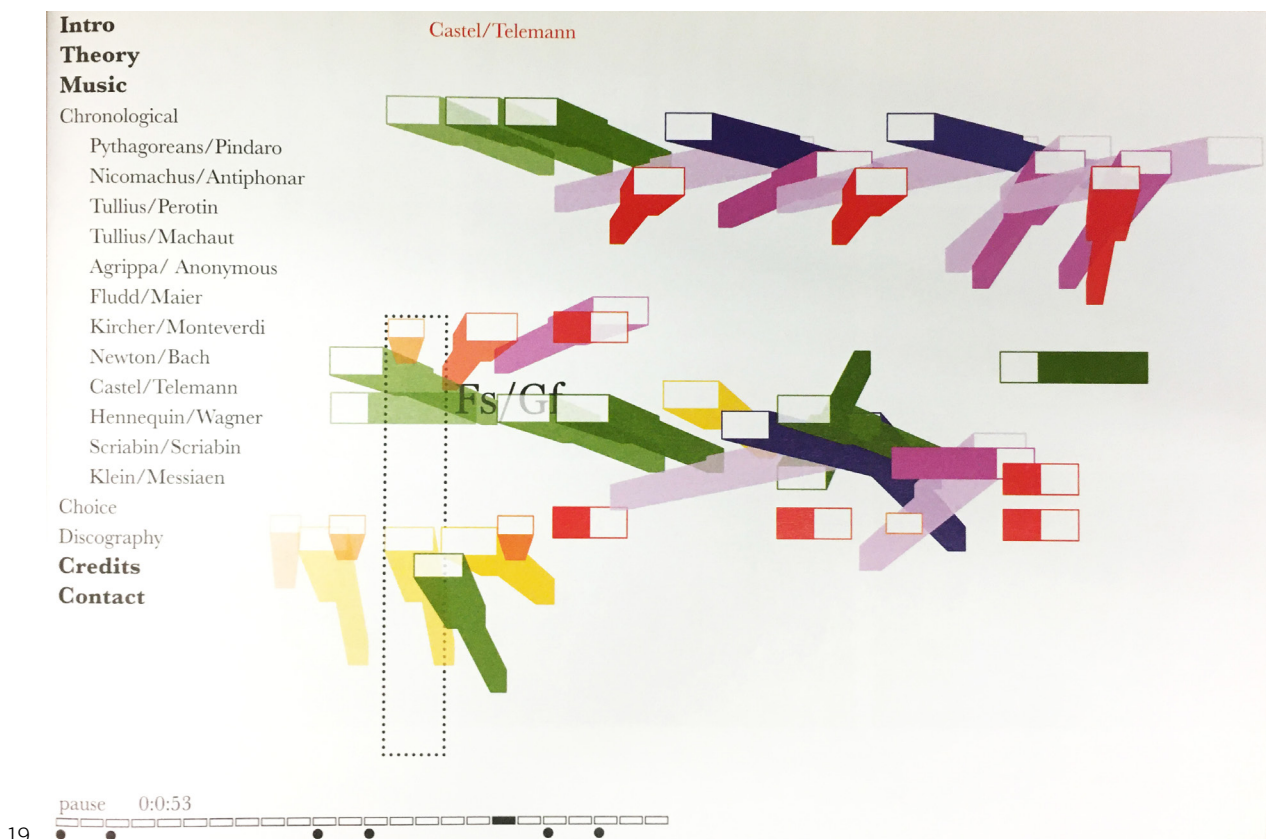 Intro
Castel/Telemann
Theory
Music
Chronological
Pythagoreans/Pindaro
Nicomachus/Antiphonar
Tullius/Perotin
Tullius/Machaut
Agrippa/ Anonymous
Fludd/Maier
Kircher/Monteverdi
Newton/Bach
Castel/Telemann
Fs/Gf
Hennequin/Wagner
Scriabin/Scriabin
Klein/Messiaen
Choice
Discography
Credits
Contact
pause 0:0:53
19